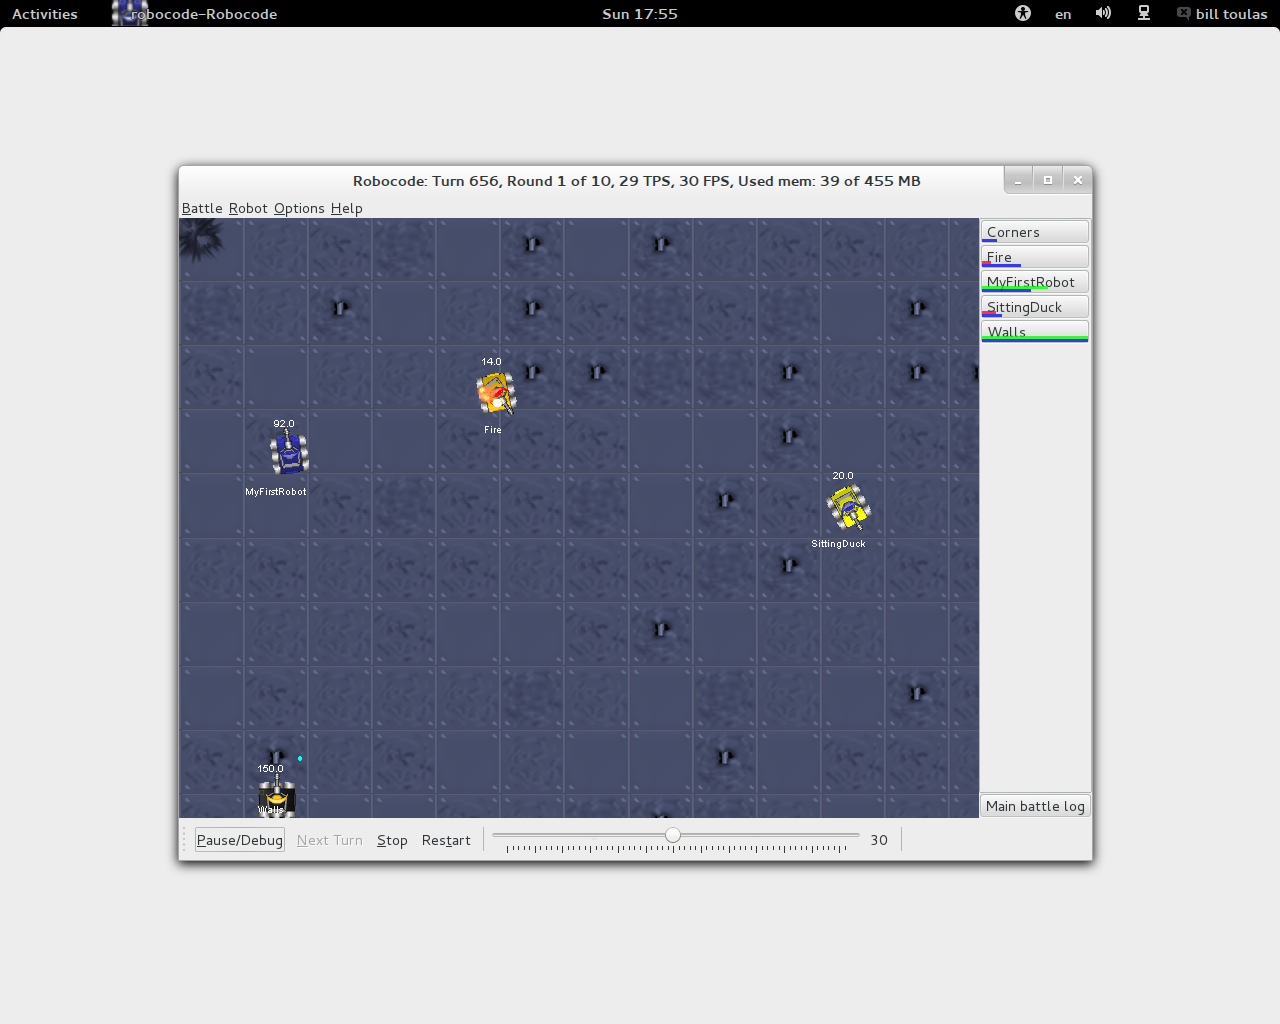 Activities robocode-Robocode Sun 17:55 en bill toulas
Robocode: Turn 656, Round 1 of 10, 29 TPS, 30 FPS, Used mem: 39 of 455 MB
Battle Robot Options Help
Corners
Fire
MyFirstRobot
SittingDuck
Walls
14.0
Fire
92.0
MyFirstRobot
20.0
SittingDuck
150.0
Walls
Main battle log
Pause/Debug Next Turn Stop Restart 30